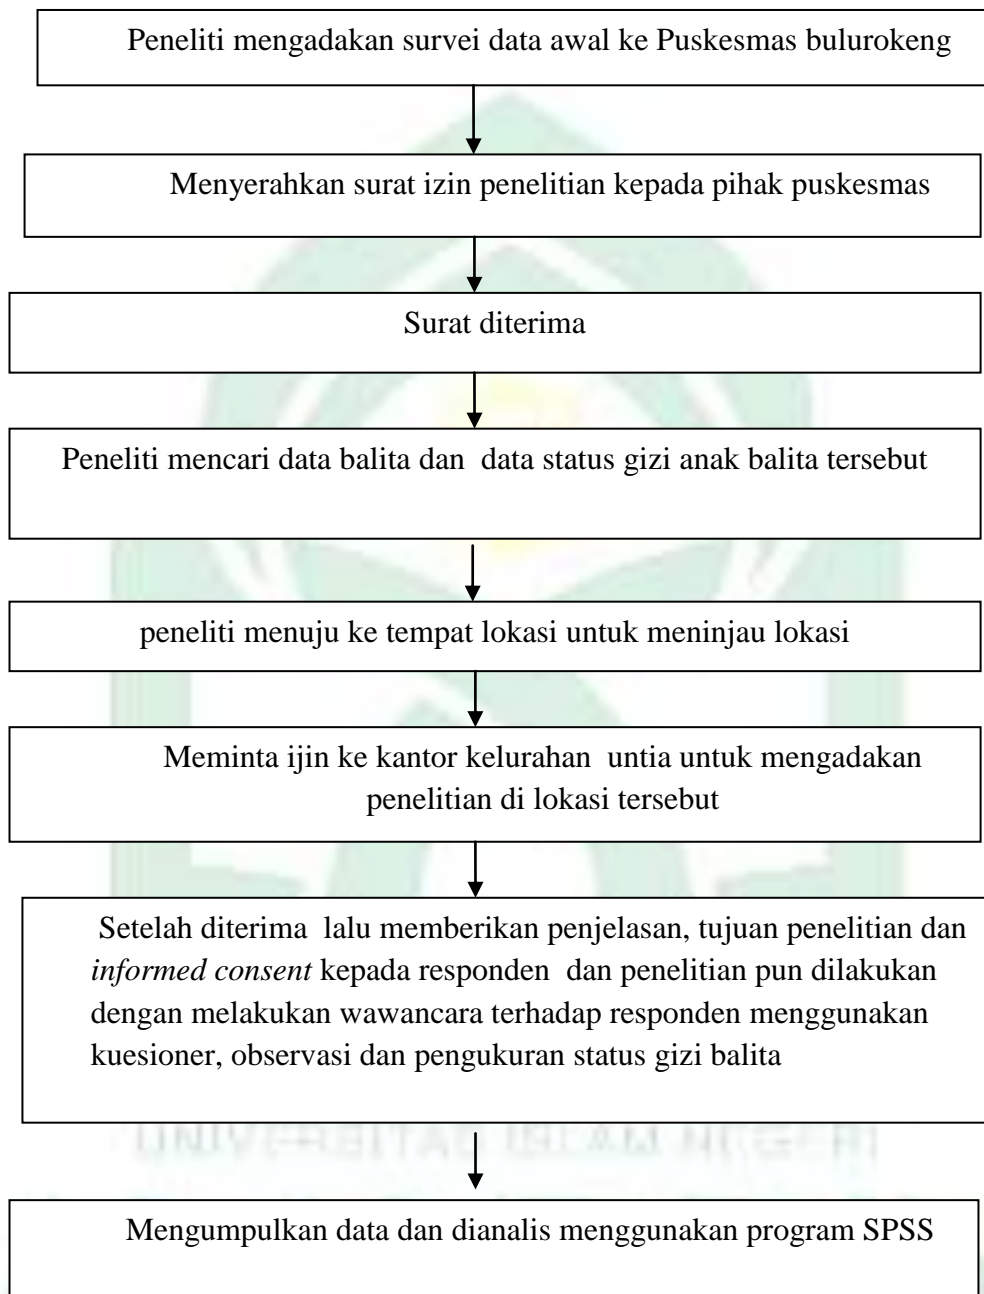 Peneliti mengadakan survei data awal ke Puskesmas bulurokeng
Menyerahkan surat izin penelitian kepada pihak puskesmas
Surat diterima
Peneliti mencari data balita dan data status gizi anak balita tersebut
peneliti menuju ke tempat lokasi untuk meninjau lokasi
Meminta ijin ke kantor kelurahan untia untuk mengadakan
penelitian di lokasi tersebut
Setelah diterima lalu memberikan penjelasan, tujuan penelitian dan
informed consent kepada responden dan penelitian pun dilakukan
dengan melakukan wawancara terhadap responden menggunakan
kuesioner, observasi dan pengukuran status gizi balita
UNIVERSITAS ISLAM NEGERI
Mengumpulkan data dan dianalis menggunakan program SPSS